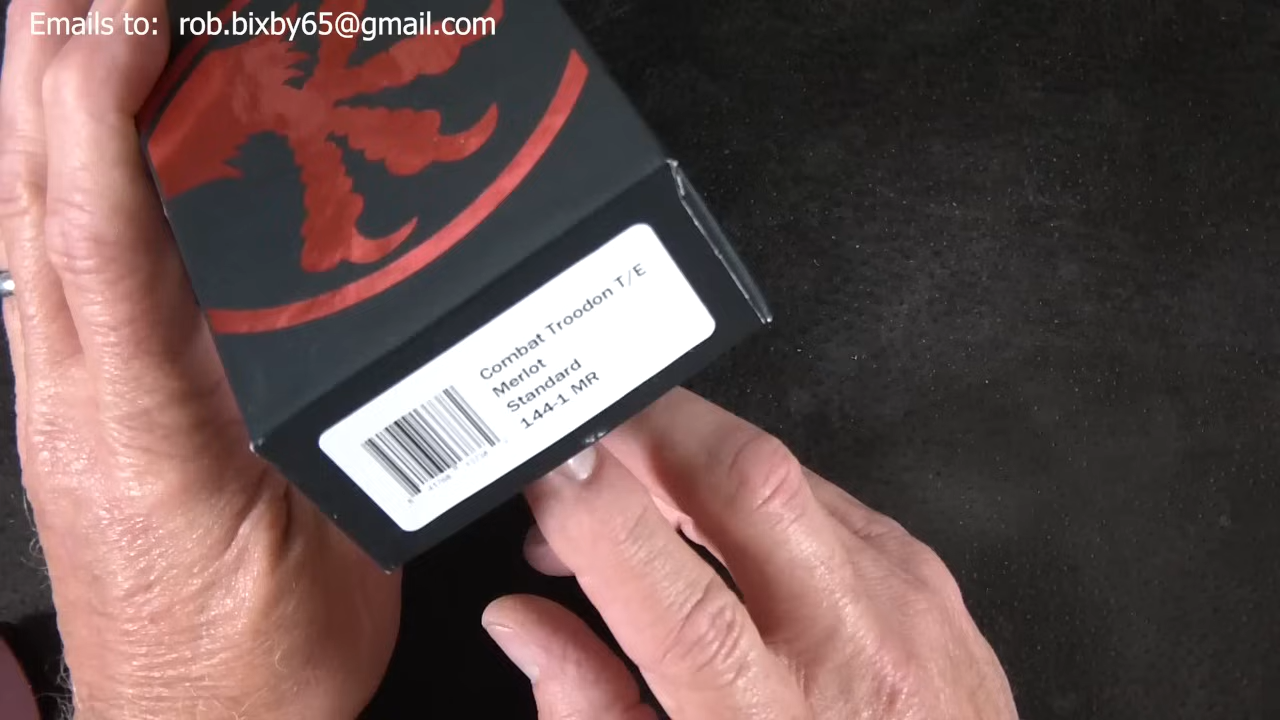 Emails to: rob.bixby65@gmail.com
Combat Troodon T/E
Merlot
Standard
144-1 MR